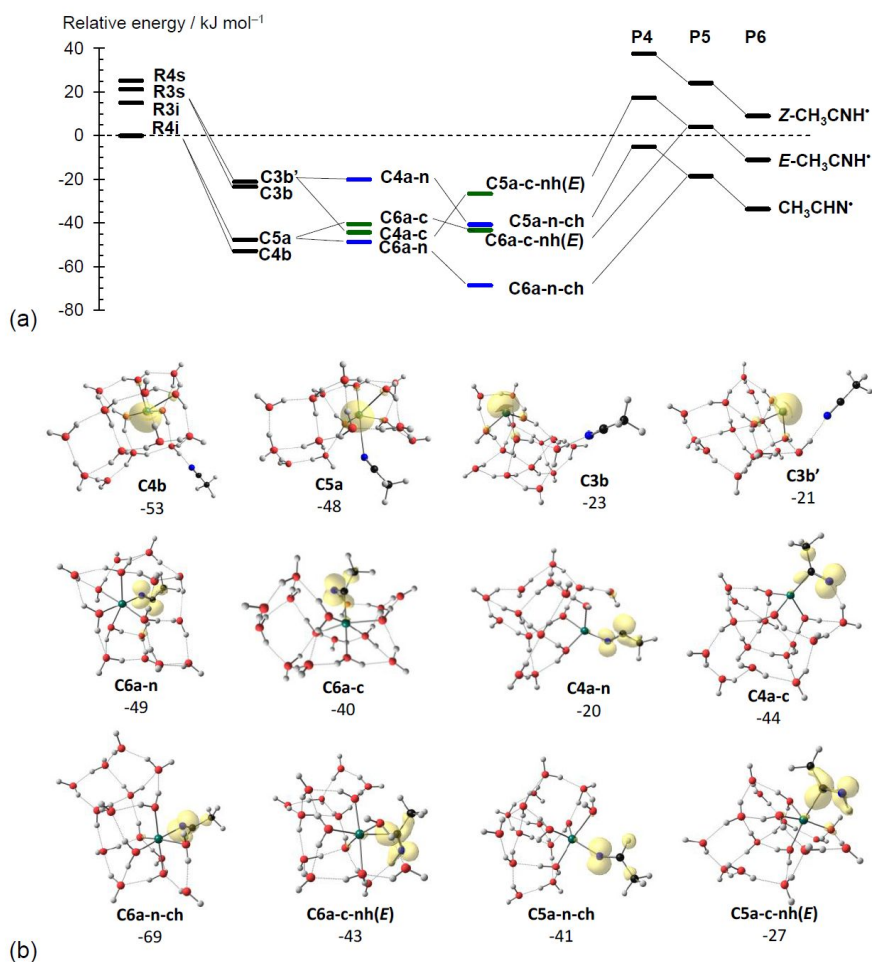 Relative energy / kJ mol⁻¹
P4 P5 P6
40
20
0
-20
-40
-60
-80
R4s
R3s
R3i
R4i
C3b’
C3b
C5a
C4b
C4a-n
C6a-c
C4a-c
C6a-n
C5a-c-nh(E)
C5a-n-ch
C6a-c-nh(E)
C6a-n-ch
Z-CH₃CNH•
E-CH₃CNH•
CH₃CHN•
(a)
C4b C5a C3b C3b’
-53 -48 -23 -21
C6a-n C6a-c C4a-n C4a-c
-49 -40 -20 -44
C6a-n-ch C6a-c-nh(E) C5a-n-ch C5a-c-nh(E)
-69 -43 -41 -27
(b)